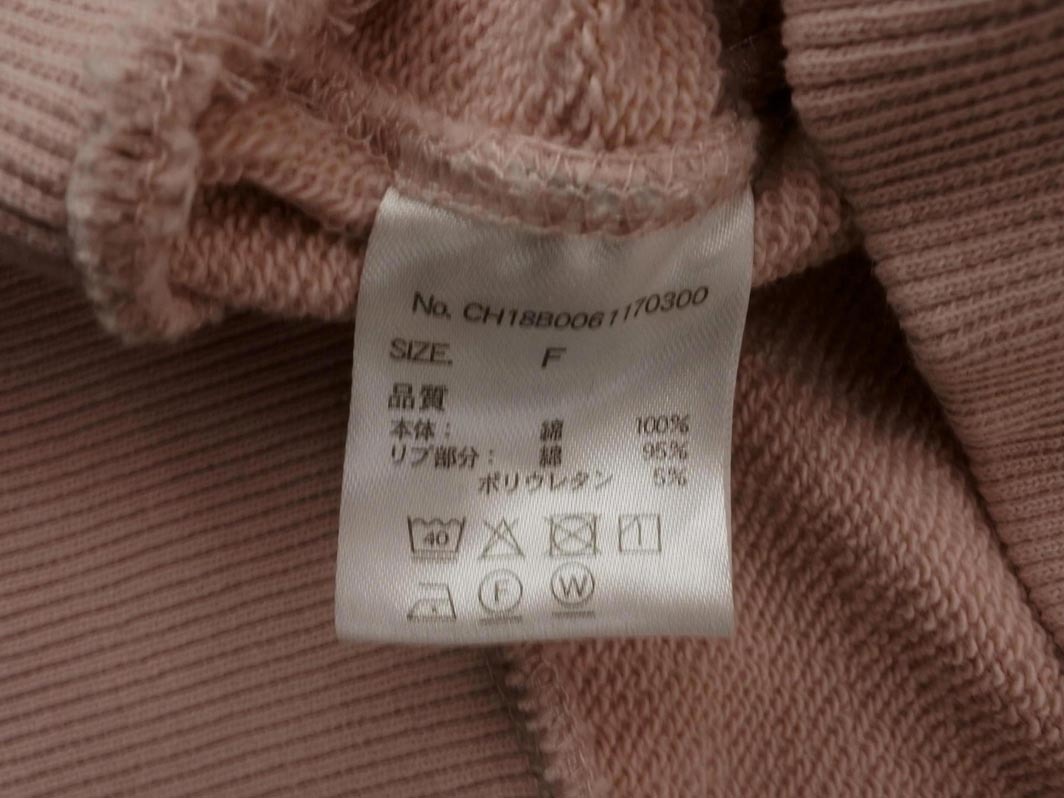 No. CH18B0061170300
SIZE. F
品質
本体： 綿 100%
リブ部分： 綿 95%
ポリウレタン 5%
40
F W